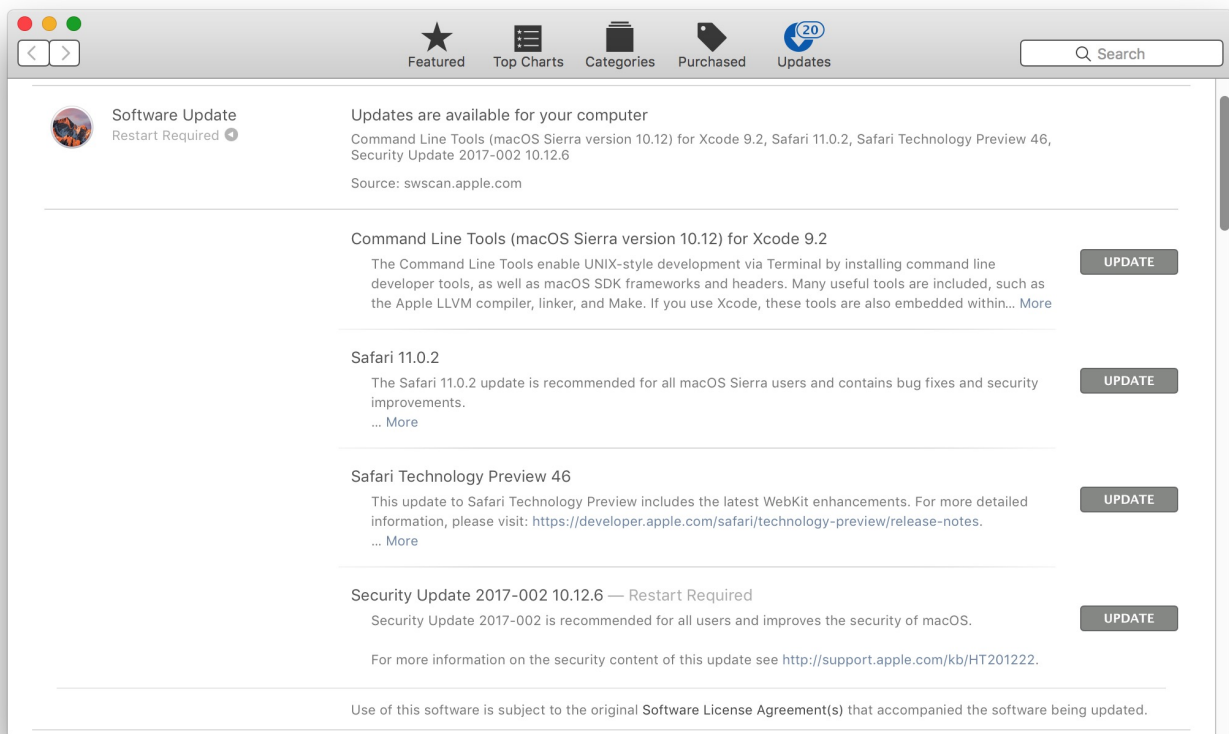 20
Featured
Top Charts
Categories
Purchased
Updates
Search
Software Update
Restart Required
Updates are available for your computer
Command Line Tools (macOS Sierra version 10.12) for Xcode 9.2, Safari 11.0.2, Safari Technology Preview 46,
Security Update 2017-002 10.12.6
Source: swscan.apple.com
Command Line Tools (macOS Sierra version 10.12) for Xcode 9.2
The Command Line Tools enable UNIX-style development via Terminal by installing command line
developer tools, as well as macOS SDK frameworks and headers. Many useful tools are included, such as
the Apple LLVM compiler, linker, and Make. If you use Xcode, these tools are also embedded within... More
UPDATE
Safari 11.0.2
The Safari 11.0.2 update is recommended for all macOS Sierra users and contains bug fixes and security
improvements.
... More
UPDATE
Safari Technology Preview 46
This update to Safari Technology Preview includes the latest WebKit enhancements. For more detailed
information, please visit: https://developer.apple.com/safari/technology-preview/release-notes.
... More
UPDATE
Security Update 2017-002 10.12.6 — Restart Required
Security Update 2017-002 is recommended for all users and improves the security of macOS.
For more information on the security content of this update see http://support.apple.com/kb/HT201222.
UPDATE
Use of this software is subject to the original Software License Agreement(s) that accompanied the software being updated.